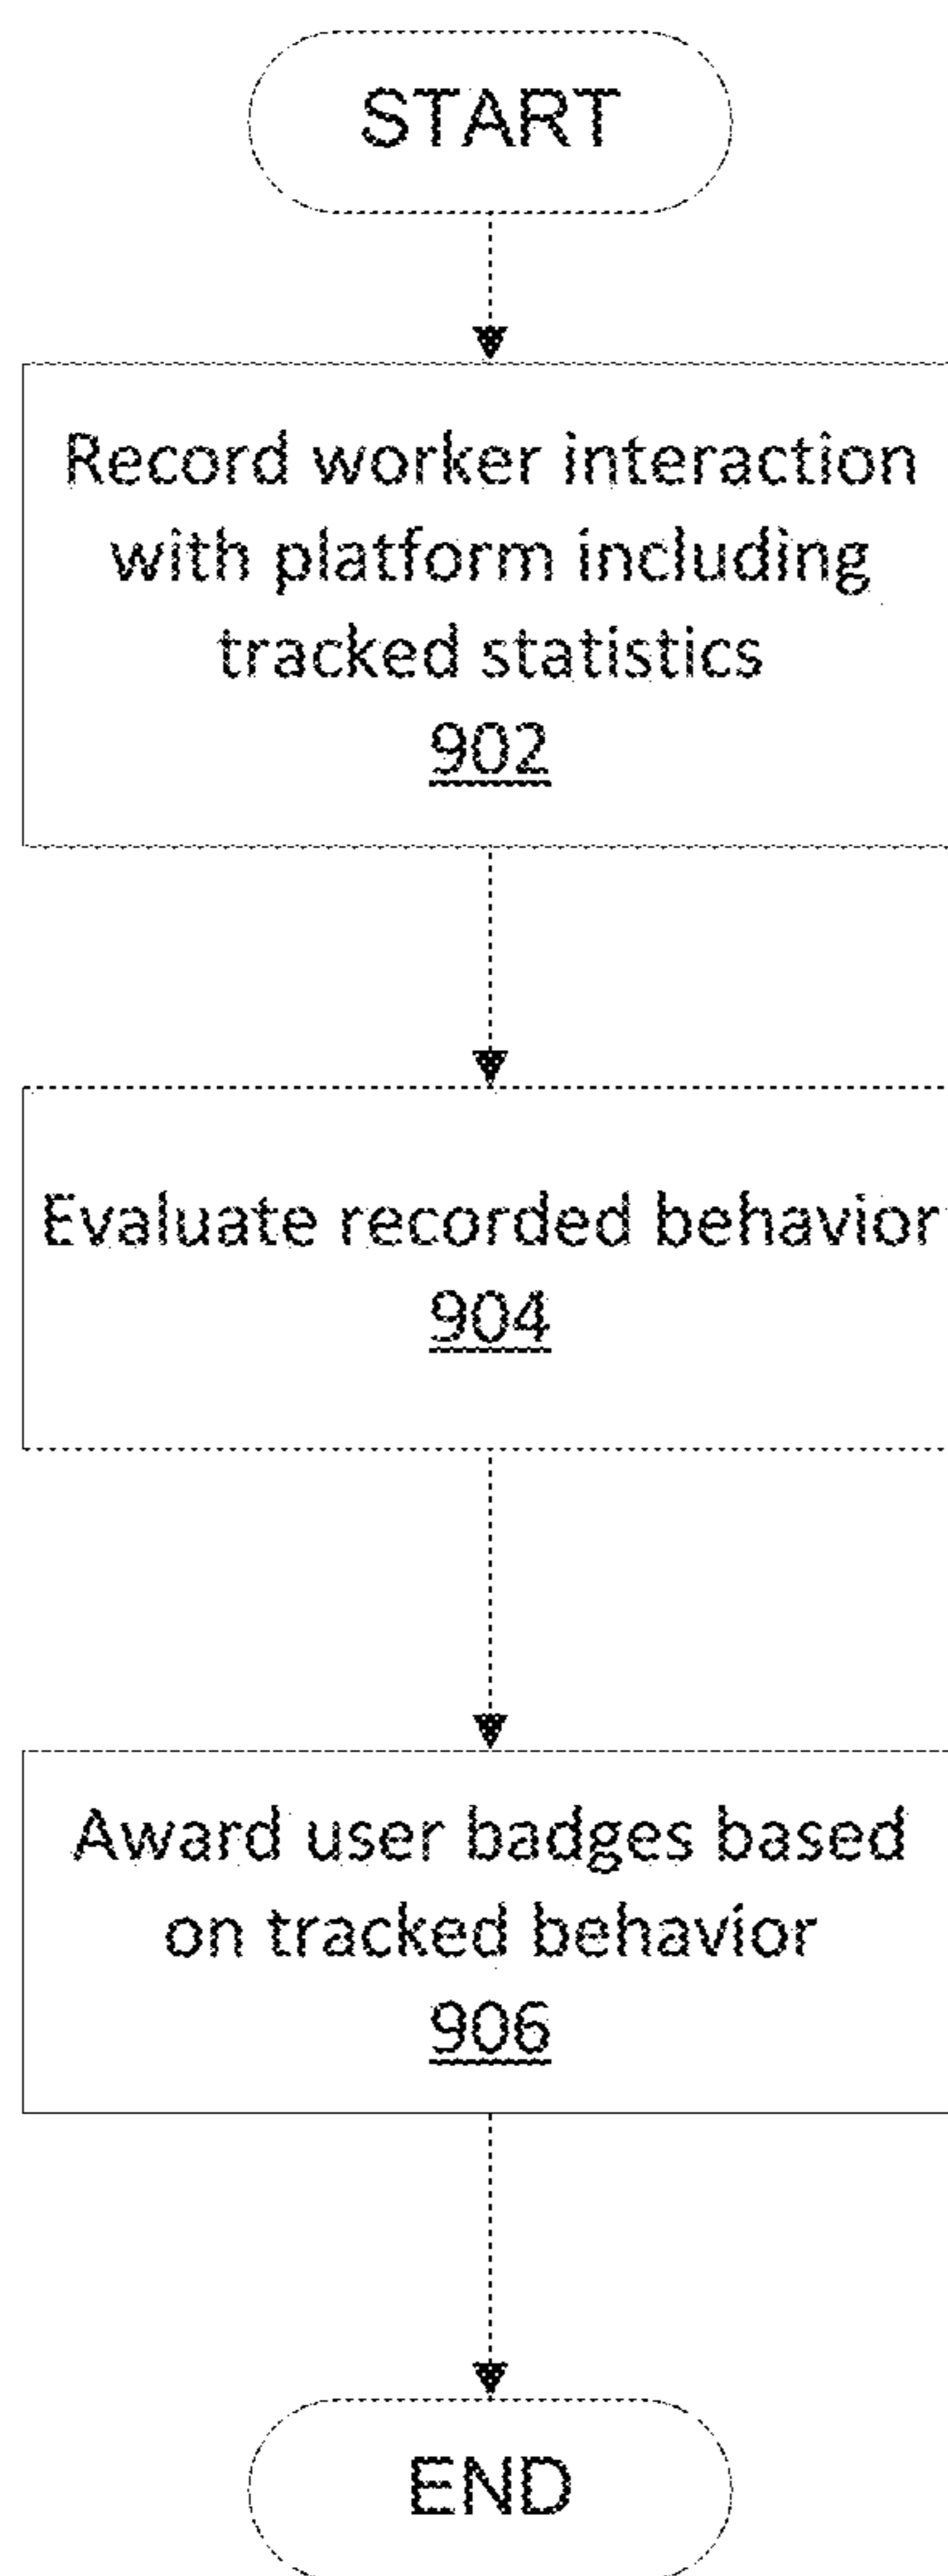 START
Record worker interaction
with platform including
tracked statistics
902
Evaluate recorded behavior
904
Award user badges based
on tracked behavior
906
END